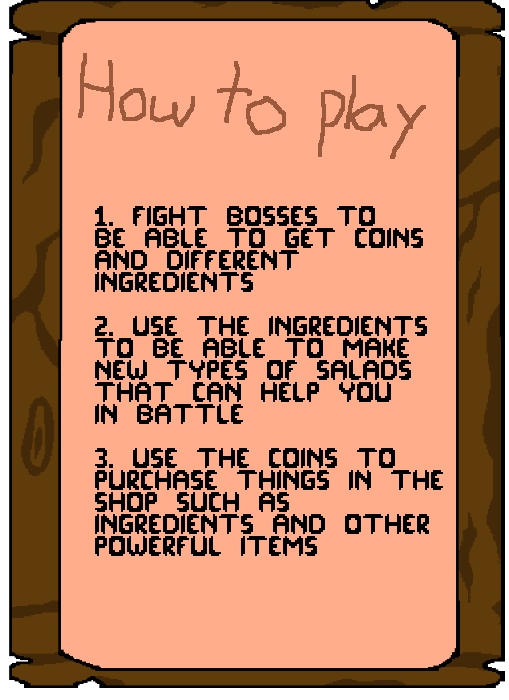 How to play
1. FIGHT BOSSES TO
BE ABLE TO GET COINS
AND DIFFERENT
INGREDIENTS
2. USE THE INGREDIENTS
TO BE ABLE TO MAKE
NEW TYPES OF SALADS
THAT CAN HELP YOU
IN BATTLE
3. USE THE COINS TO
PURCHASE THINGS IN THE
SHOP SUCH AS
INGREDIENTS AND OTHER
POWERFUL ITEMS